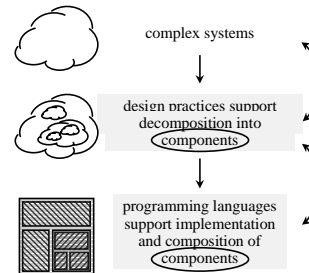 complex systems
design practices support
decomposition into
components
programming languages
support implementation
and composition of
components